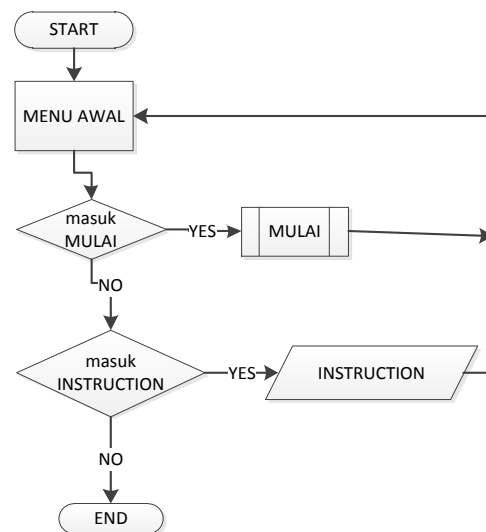 START
MENU AWAL
masuk
MULAI
YES
MULAI
NO
masuk
INSTRUCTION
YES
INSTRUCTION
NO
END